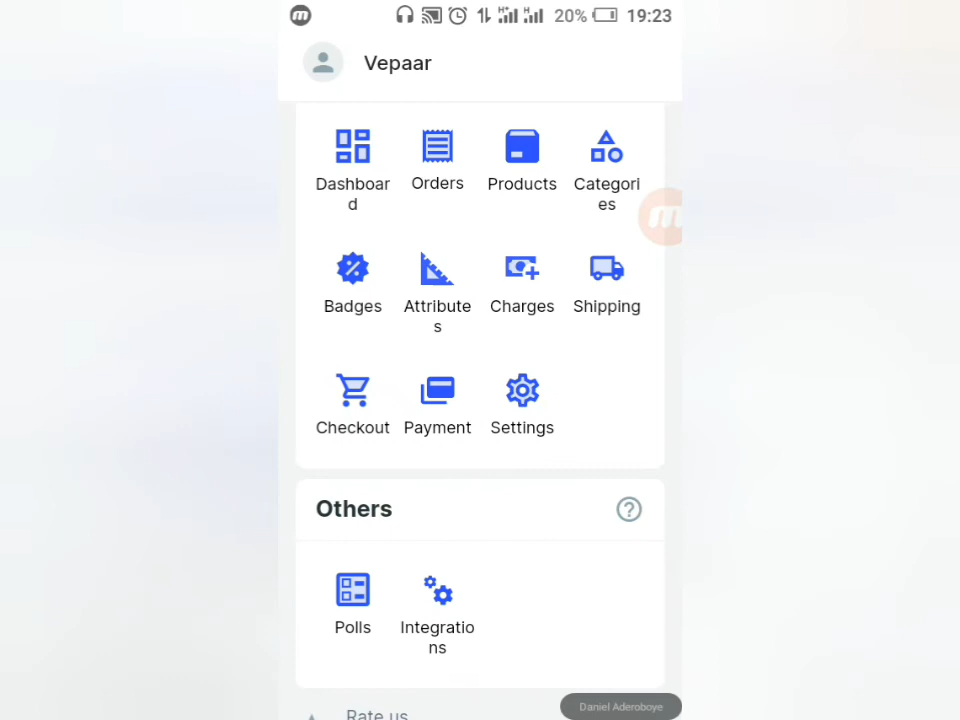 20% 19:23
Vepaar
Dashboar
d
Orders
Products
Categori
es
Badges
Attribute
s
Charges
Shipping
Checkout
Payment
Settings
Others
Polls
Integratio
ns
Rate us
Daniel Aderoboye